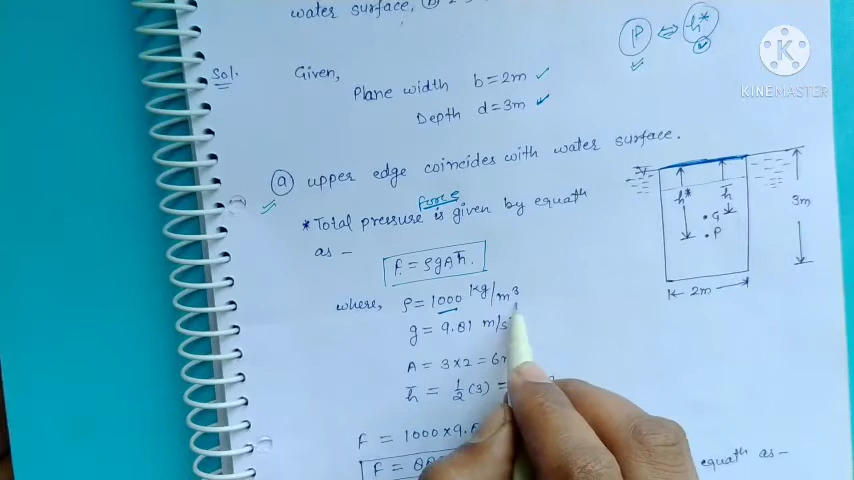 water surface, (b) 2.5
P ⇔ h*
Sol.
Given,
Plane width b = 2m ✓
Depth d = 3m ✓
KINEMASTER
(a) upper edge coincides with water surface.
force
* Total pressure is given by equatn
as -
F = ρgAh̄.
where, ρ = 1000 kg/m³
g = 9.81 m/s
A = 3×2 = 6
h̄ = 1/2 (3) =
F = 1000×9.
F =
equatn as -
h* h̄
G
P
3m
2m